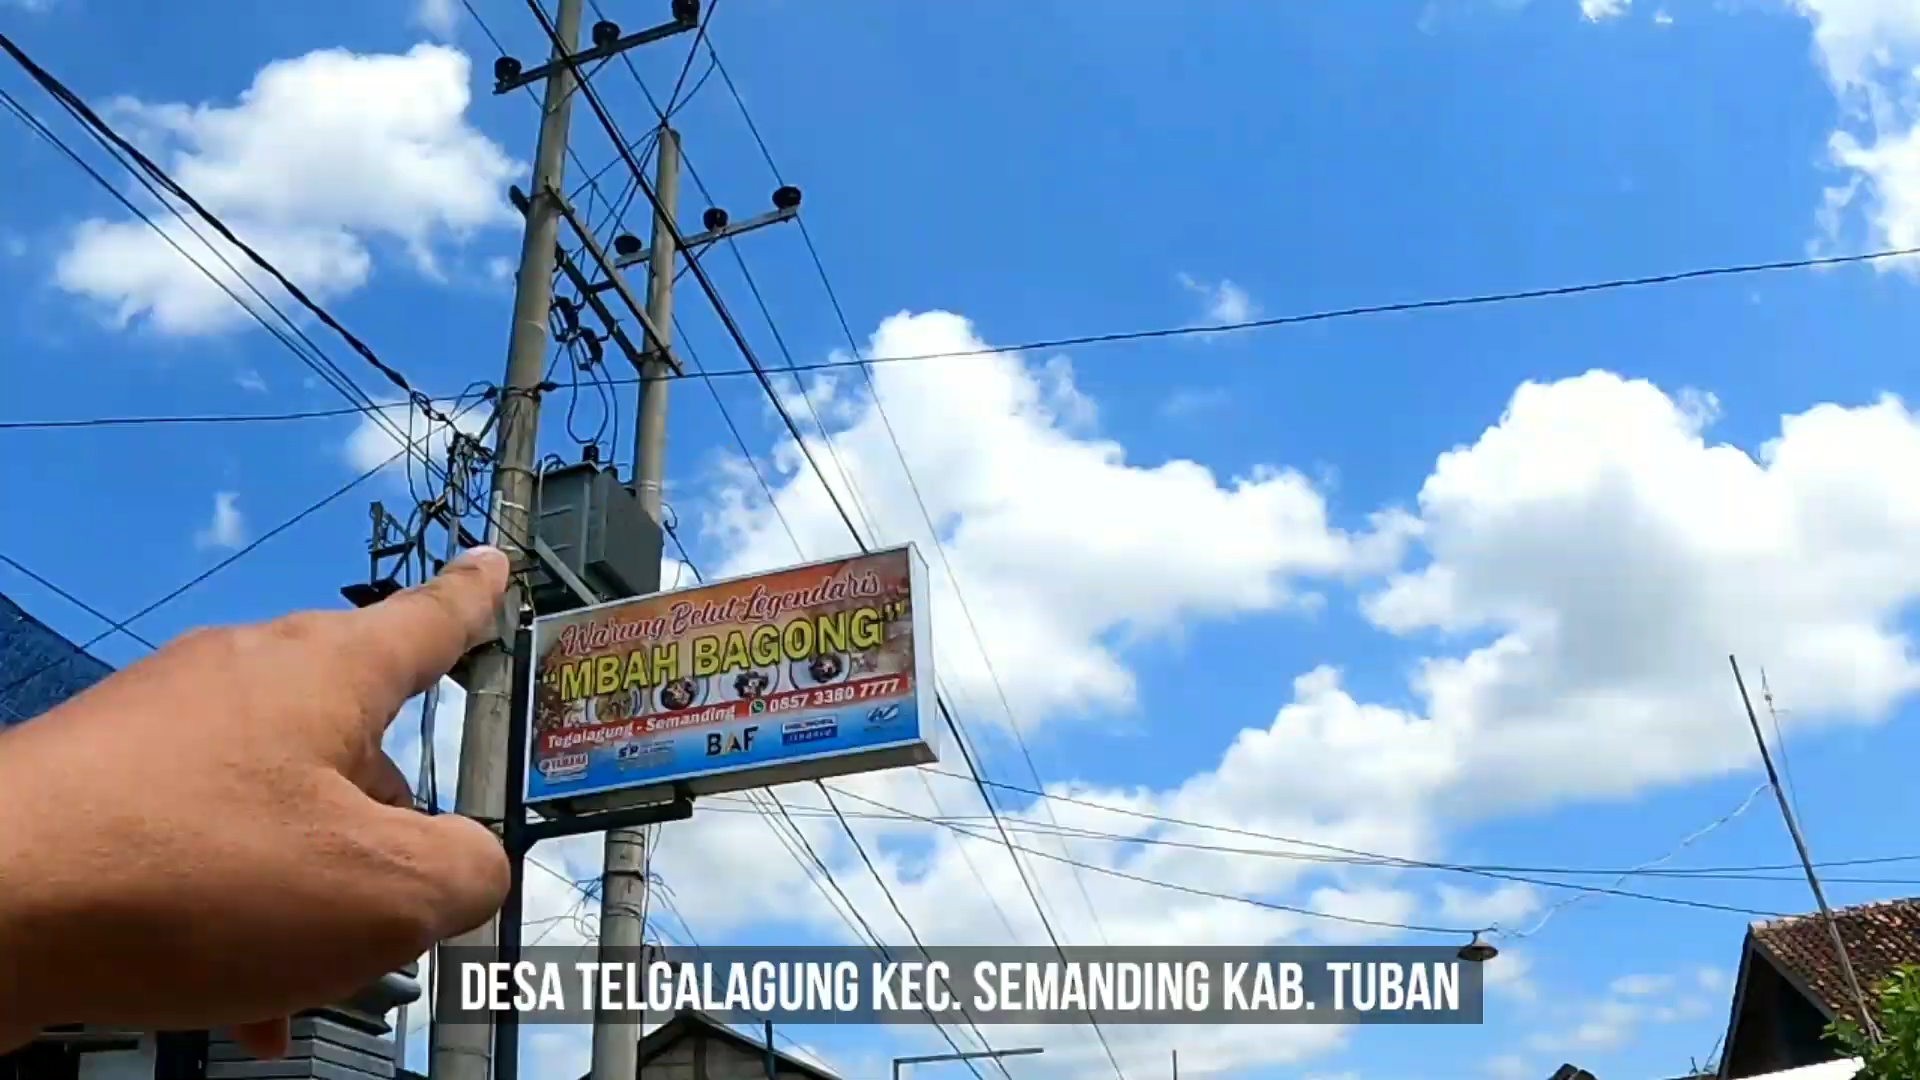 Warung Belut Legendaris
"MBAH BAGONG"
Tegalagung - Semanding 0857 3380 7777
BAF
DESA TELGALAGUNG KEC. SEMANDING KAB. TUBAN